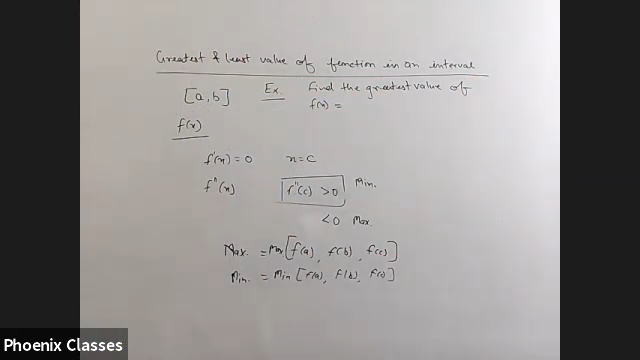 Greatest & least value of function in an interval
[a,b] Ex. Find the greatest value of
f(x) =
f(x)
f'(x) = 0 x = c
f''(x) f''(c) > 0 Min.
< 0 Max.
Max. = Max[f(a), f(b), f(c)]
Min. = Min [f(a), f(b), f(c)]
Phoenix Classes